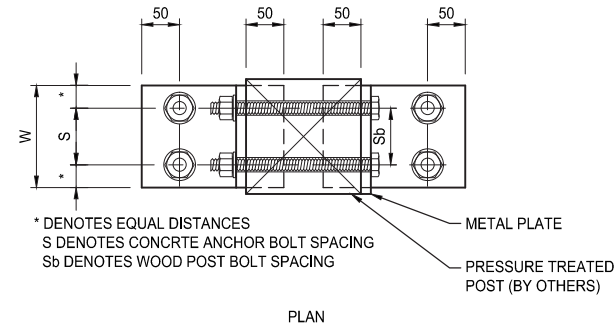 50
50
50
50
*
W
S
*
Sb
* DENOTES EQUAL DISTANCES
S DENOTES CONCRTE ANCHOR BOLT SPACING
Sb DENOTES WOOD POST BOLT SPACING
METAL PLATE
PRESSURE TREATED
POST (BY OTHERS)
PLAN